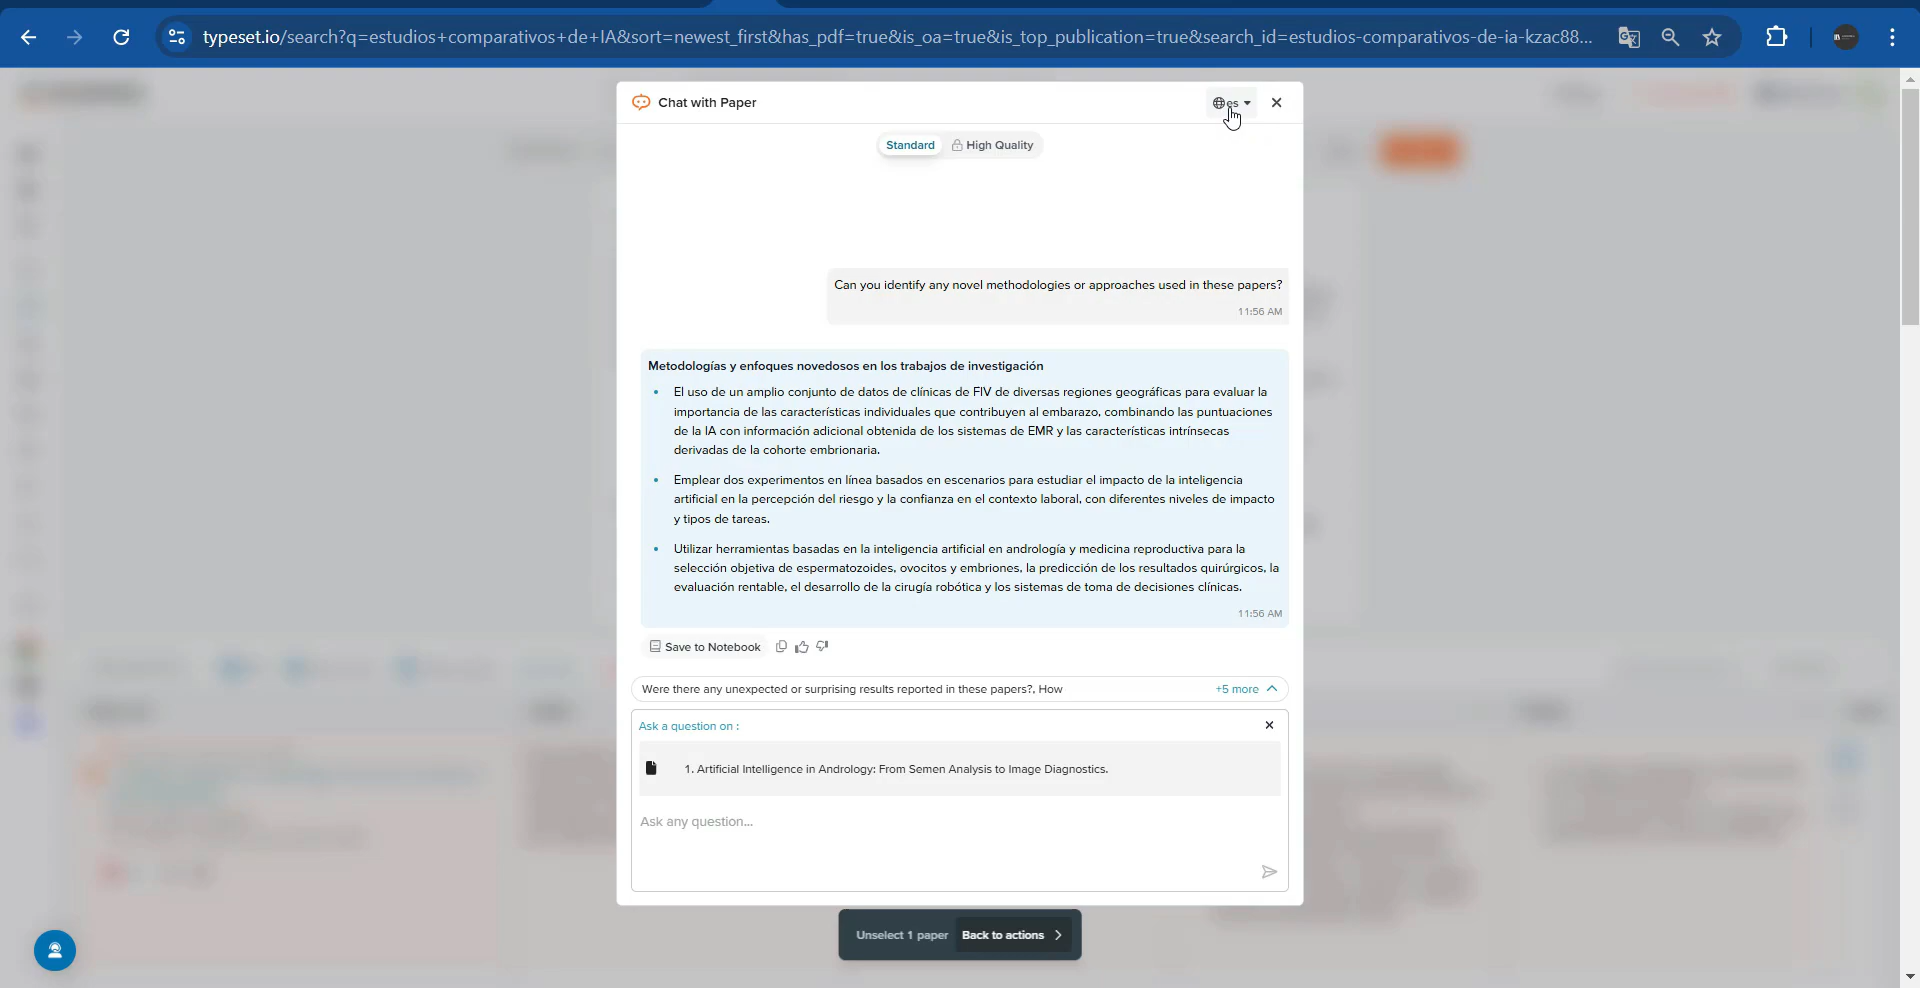 typeset.io/search?q=estudios+comparativos+de+IA&sort=newest_first&has_pdf=true&is_oa=true&is_top_publication=true&search_id=estudios-comparativos-de-ia-kzac88...
Chat with Paper
es
Standard
High Quality
Can you identify any novel methodologies or approaches used in these papers?
11:56 AM
Metodologías y enfoques novedosos en los trabajos de investigación
• El uso de un amplio conjunto de datos de clínicas de FIV de diversas regiones geográficas para evaluar la
importancia de las características individuales que contribuyen al embarazo, combinando las puntuaciones
de la IA con información adicional obtenida de los sistemas de EMR y las características intrínsecas
derivadas de la cohorte embrionaria.
• Emplear dos experimentos en línea basados en escenarios para estudiar el impacto de la inteligencia
artificial en la percepción del riesgo y la confianza en el contexto laboral, con diferentes niveles de impacto
y tipos de tareas.
• Utilizar herramientas basadas en la inteligencia artificial en andrología y medicina reproductiva para la
selección objetiva de espermatozoides, ovocitos y embriones, la predicción de los resultados quirúrgicos, la
evaluación rentable, el desarrollo de la cirugía robótica y los sistemas de toma de decisiones clínicas.
11:56 AM
Save to Notebook
Were there any unexpected or surprising results reported in these papers?, How
+5 more
Ask a question on :
1. Artificial Intelligence in Andrology: From Semen Analysis to Image Diagnostics.
Ask any question...
Unselect 1 paper
Back to actions